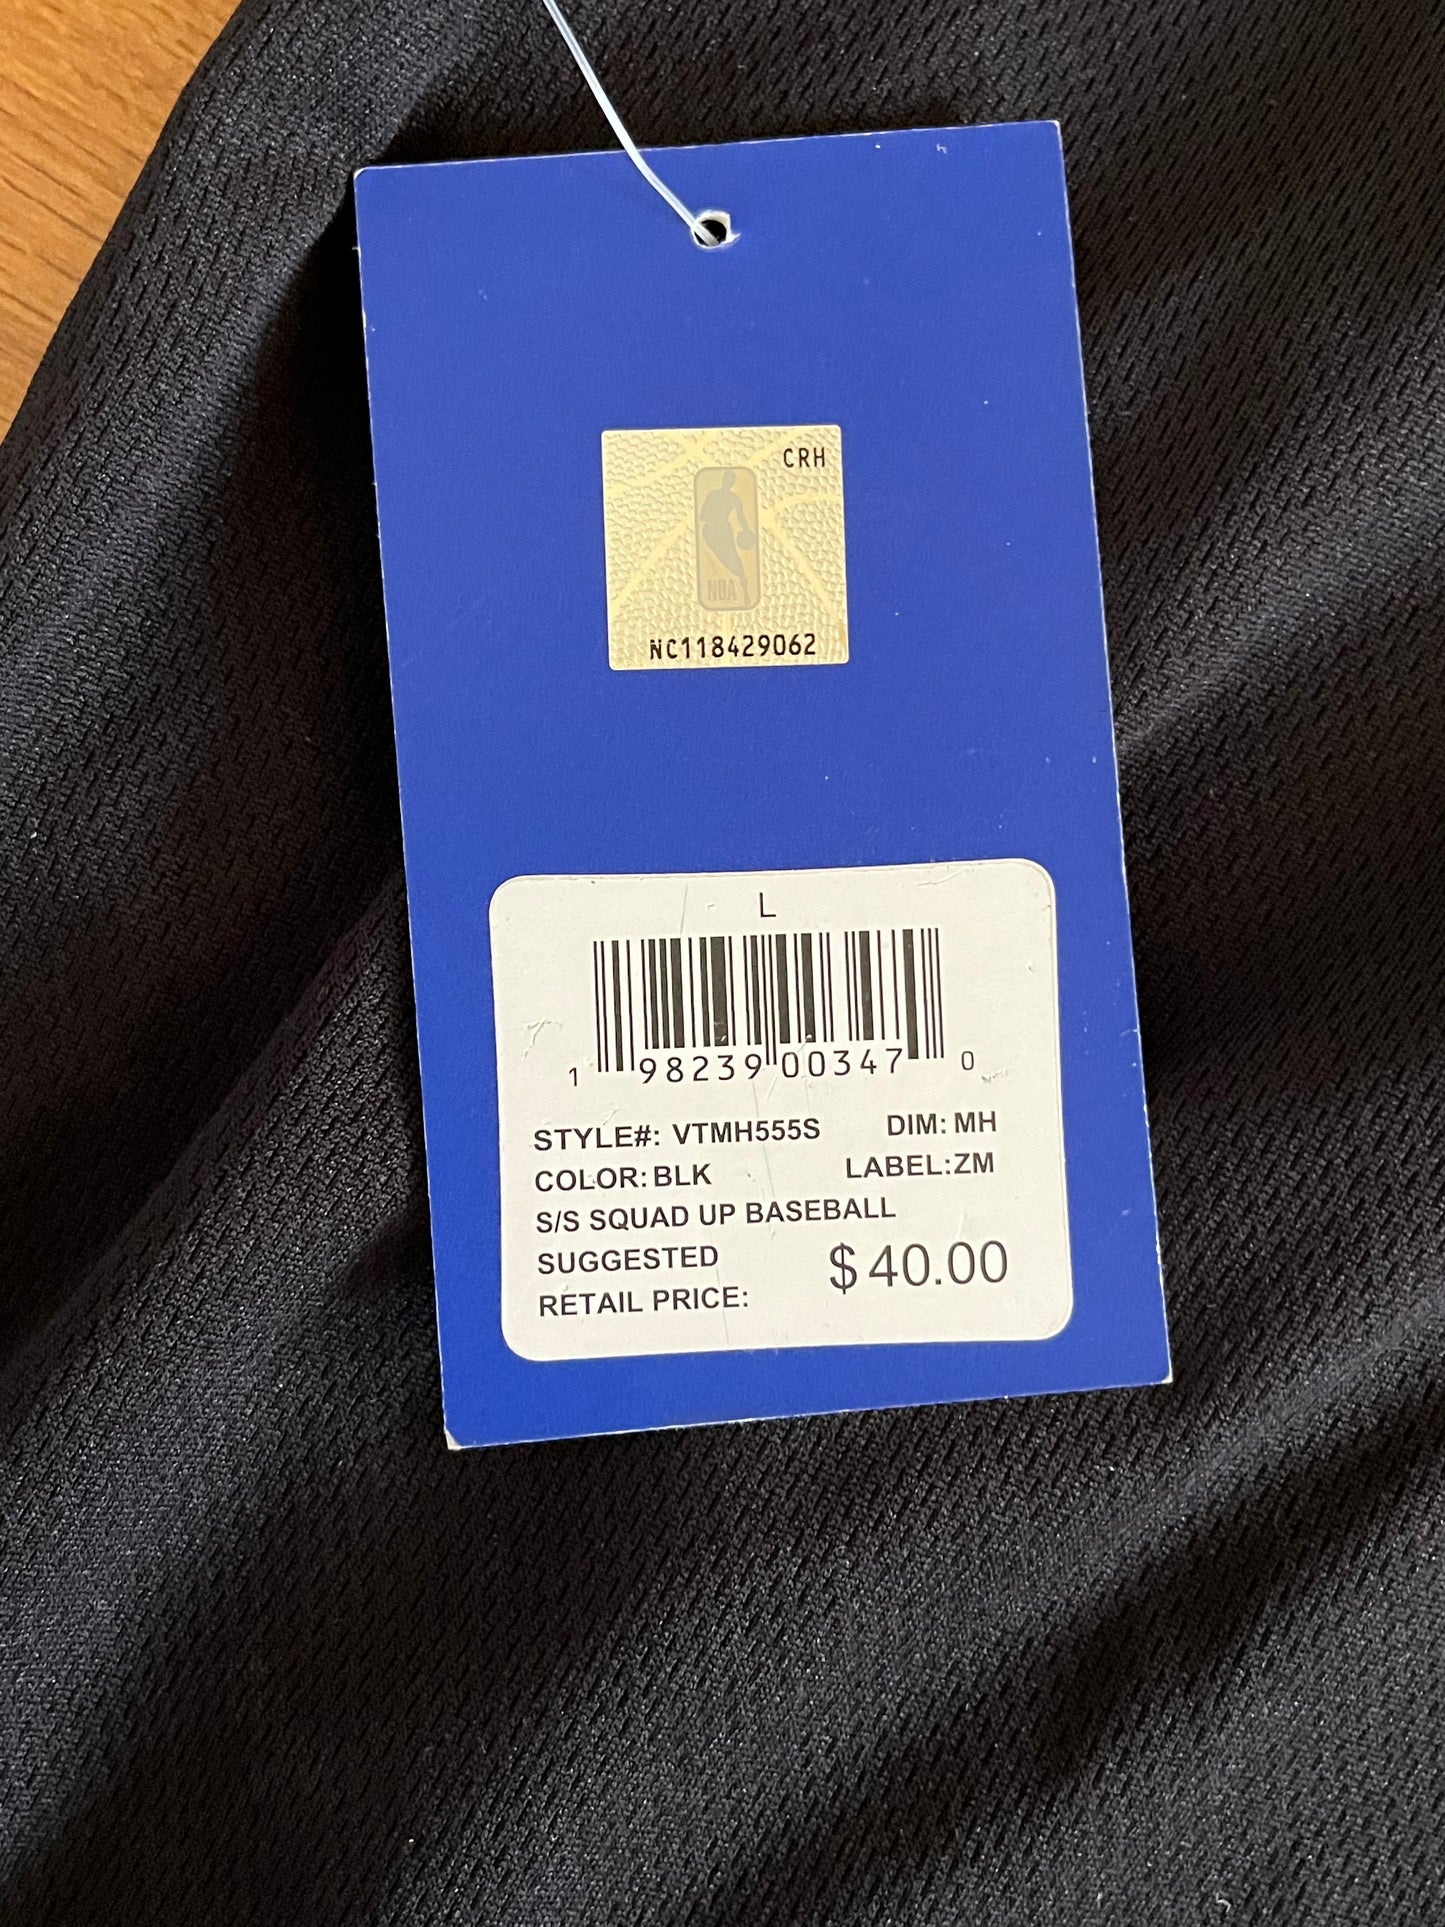 CRH
NBA
NC118429062
L
1 98239 00347 0
STYLE#: VTMH555S DIM: MH
COLOR: BLK LABEL:ZM
S/S SQUAD UP BASEBALL
SUGGESTED $40.00
RETAIL PRICE: